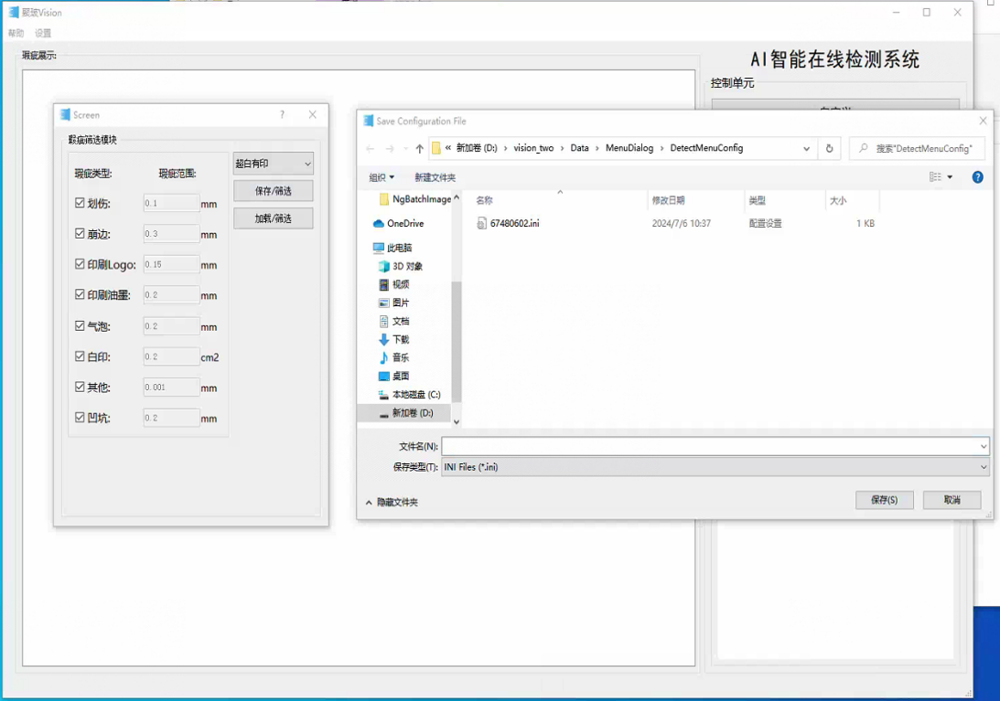 聚玻Vision
帮助 设置
瑕疵展示:
AI智能在线检测系统
控制单元
Screen
?
瑕疵筛选模块
瑕疵类型: 瑕疵范围:
超白有印
保存/筛选
加载/筛选
划伤: 0.1 mm
崩边: 0.3 mm
印刷Logo: 0.15 mm
印刷油墨: 0.2 mm
气泡: 0.2 mm
白印: 0.2 cm2
其他: 0.001 mm
凹坑: 0.2 mm
Save Configuration File
« 新加卷 (D:) › vision_two › Data › MenuDialog › DetectMenuConfig
搜索"DetectMenuConfig"
组织 新建文件夹
?
名称 修改日期 类型 大小
67480602.ini 2024/7/6 10:37 配置设置 1 KB
NgBatchImage
OneDrive
此电脑
3D 对象
视频
图片
文档
下载
音乐
桌面
本地磁盘 (C:)
新加卷 (D:)
文件名(N):
保存类型(T): INI Files (*.ini)
隐藏文件夹
保存(S) 取消